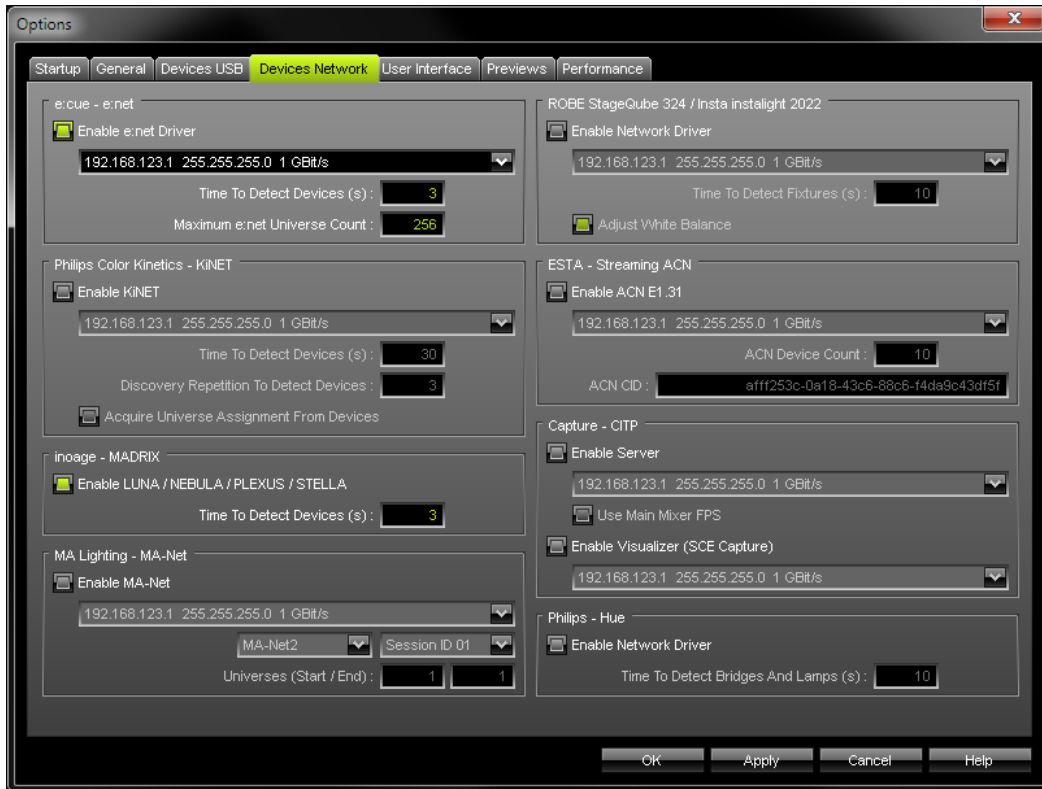 Options
Startup General Devices USB Devices Network User Interface Previews Performance
e:cue - e:net
Enable e:net Driver
192.168.123.1 255.255.255.0 1 GBit/s
Time To Detect Devices (s) : 3
Maximum e:net Universe Count : 256
Philips Color Kinetics - KiNET
Enable KiNET
192.168.123.1 255.255.255.0 1 GBit/s
Time To Detect Devices (s) : 30
Discovery Repetition To Detect Devices : 3
Acquire Universe Assignment From Devices
inoage - MADRIX
Enable LUNA / NEBULA / PLEXUS / STELLA
Time To Detect Devices (s) : 3
MA Lighting - MA-Net
Enable MA-Net
192.168.123.1 255.255.255.0 1 GBit/s
MA-Net2 Session ID 01
Universes (Start / End) : 1 1
ROBE StageQube 324 / Insta instalight 2022
Enable Network Driver
192.168.123.1 255.255.255.0 1 GBit/s
Time To Detect Fixtures (s) : 10
Adjust White Balance
ESTA - Streaming ACN
Enable ACN E1.31
192.168.123.1 255.255.255.0 1 GBit/s
ACN Device Count : 10
ACN CID : afff253c-0a18-43c6-88c6-f4da9c43df5f
Capture - CITP
Enable Server
192.168.123.1 255.255.255.0 1 GBit/s
Use Main Mixer FPS
Enable Visualizer (SCE Capture)
192.168.123.1 255.255.255.0 1 GBit/s
Philips - Hue
Enable Network Driver
Time To Detect Bridges And Lamps (s) : 10
OK Apply Cancel Help